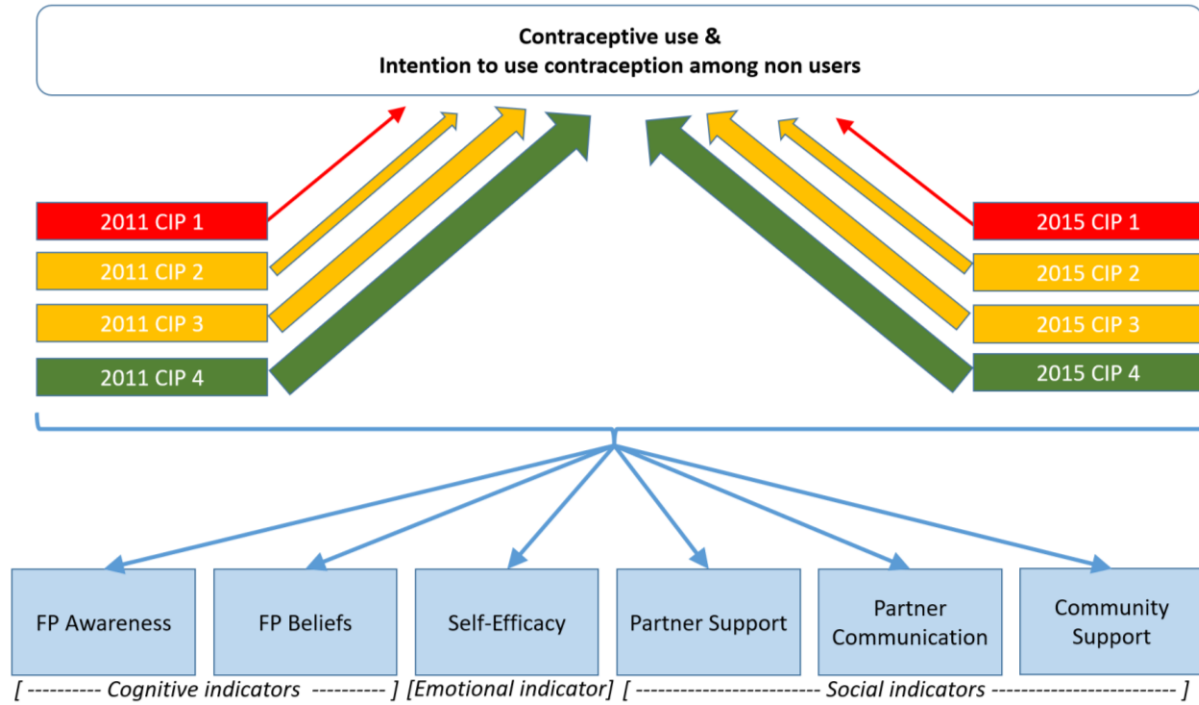 Contraceptive use &
Intention to use contraception among non users
2011 CIP 1
2011 CIP 2
2011 CIP 3
2011 CIP 4
2015 CIP 1
2015 CIP 2
2015 CIP 3
2015 CIP 4
FP Awareness
FP Beliefs
Self-Efficacy
Partner Support
Partner
Communication
Community
Support
[ ---------- Cognitive indicators ---------- ] [Emotional indicator] [ ----------------------- Social indicators ---------------------- ]